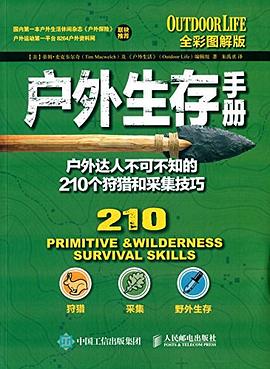 国内第一本户外生活休闲杂志《户外探险》
户外运动第一平台 8264户外资料网
联袂
推荐
OUTDOOR LIFE
全彩图解版
[美] 蒂姆•麦克韦尔奇（Tim Macwelch）及《户外生活》（Outdoor Life）编辑组 著
户外生存
手册
户外达人不可不知的
210个狩猎和采集技巧
210
PRIMITIVE &WILDERNESS
SURVIVAL SKILLS
狩猎
采集
野外生存
中国工信出版集团
人民邮电出版社
POSTS & TELECOM PRESS